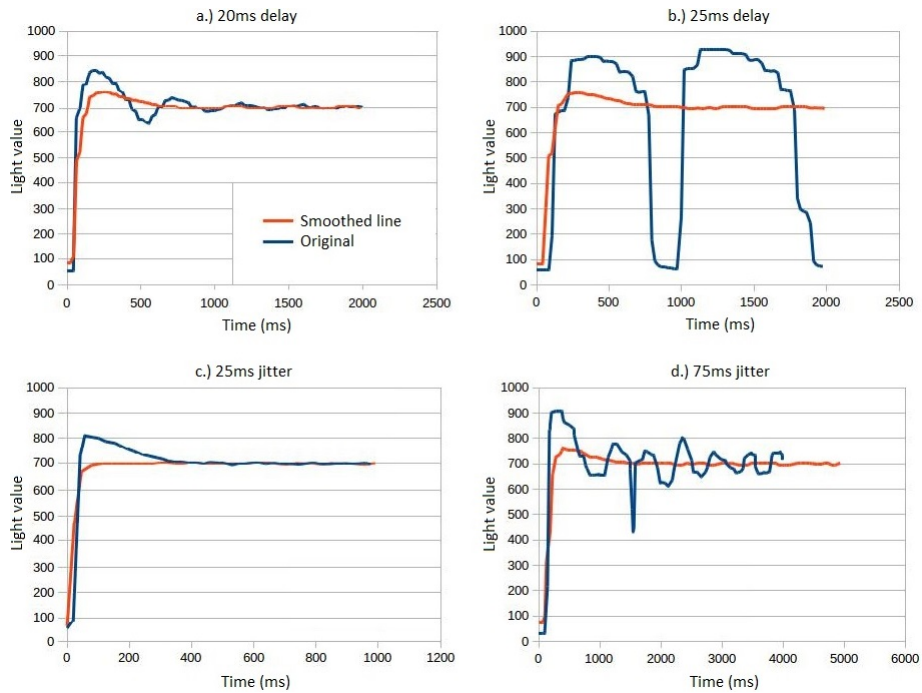 a.) 20ms delay
1000
900
800
700
600
500
400
300
200
100
0
Light value
0 500 1000 1500 2000 2500
Time (ms)
Smoothed line
Original
b.) 25ms delay
1000
900
800
700
600
500
400
300
200
100
0
Light value
0 500 1000 1500 2000 2500
Time (ms)
c.) 25ms jitter
1000
900
800
700
600
500
400
300
200
100
0
Light value
0 200 400 600 800 1000 1200
Time (ms)
d.) 75ms jitter
1000
900
800
700
600
500
400
300
200
100
0
Light value
0 1000 2000 3000 4000 5000 6000
Time (ms)